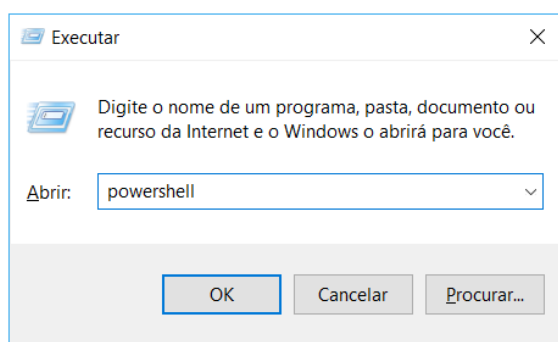 Executar
Digite o nome de um programa, pasta, documento ou
recurso da Internet e o Windows o abrirá para você.
Abrir: powershell
OK Cancelar Procurar...